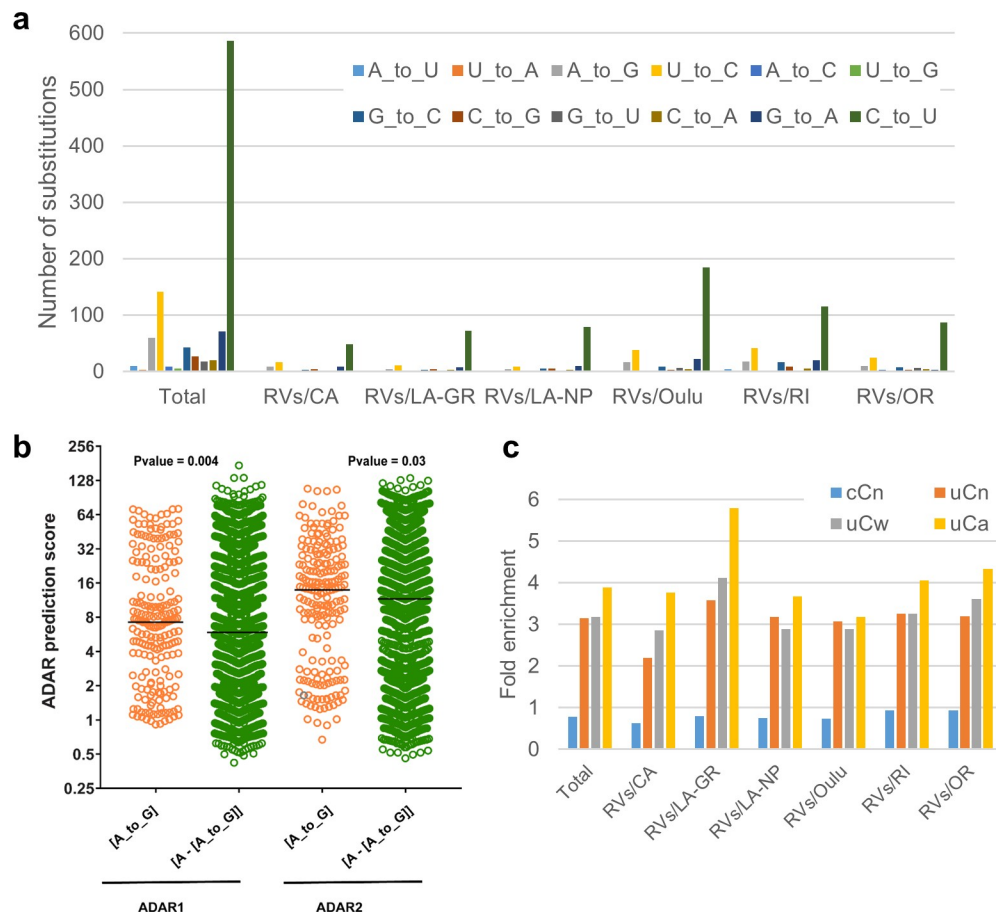 a
Number of substitutions
600
500
400
300
200
100
0
A_to_U U_to_A A_to_G U_to_C A_to_C U_to_G
G_to_C C_to_G G_to_U C_to_A G_to_A C_to_U
Total RVs/CA RVs/LA-GR RVs/LA-NP RVs/Oulu RVs/RI RVs/OR
b
ADAR prediction score
256
128
64
32
16
8
4
2
1
0.5
0.25
Pvalue = 0.004 Pvalue = 0.03
[A_to_G] [A - [A_to_G]] [A_to_G] [A - [A_to_G]]
ADAR1 ADAR2
c
Fold enrichment
6
5
4
3
2
1
0
cCn uCn
uCw uCa
Total RVs/CA RVs/LA-GR RVs/LA-NP RVs/Oulu RVs/RI RVs/OR